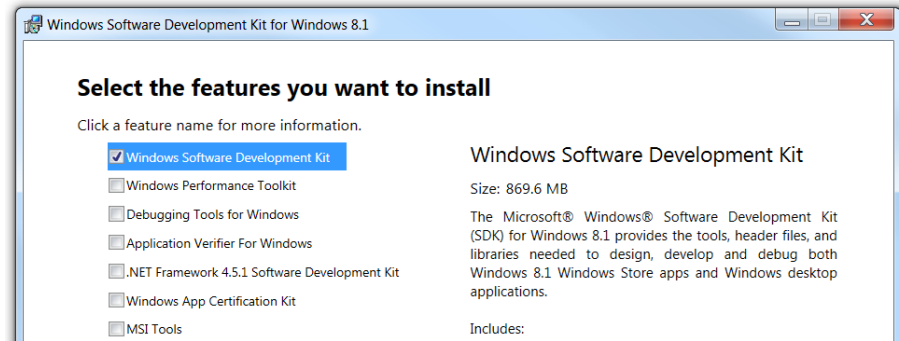 Windows Software Development Kit for Windows 8.1
Select the features you want to install
Click a feature name for more information.
Windows Software Development Kit
Windows Performance Toolkit
Debugging Tools for Windows
Application Verifier For Windows
.NET Framework 4.5.1 Software Development Kit
Windows App Certification Kit
MSI Tools
Windows Software Development Kit
Size: 869.6 MB
The Microsoft® Windows® Software Development Kit
(SDK) for Windows 8.1 provides the tools, header files, and
libraries needed to design, develop and debug both
Windows 8.1 Windows Store apps and Windows desktop
applications.
Includes: